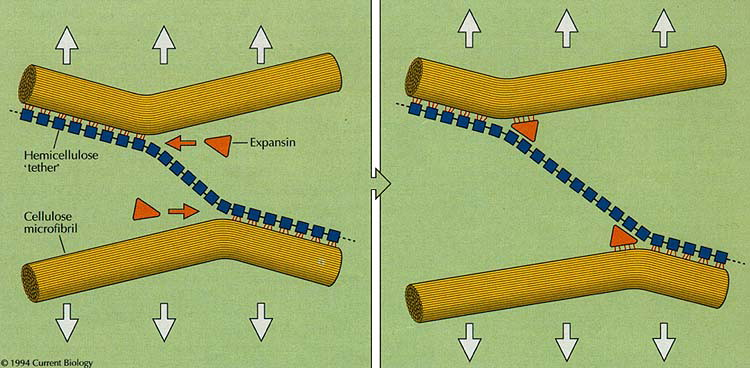 Expansin
Hemicellulose
'tether'
Cellulose
microfibril
© 1994 Current Biology